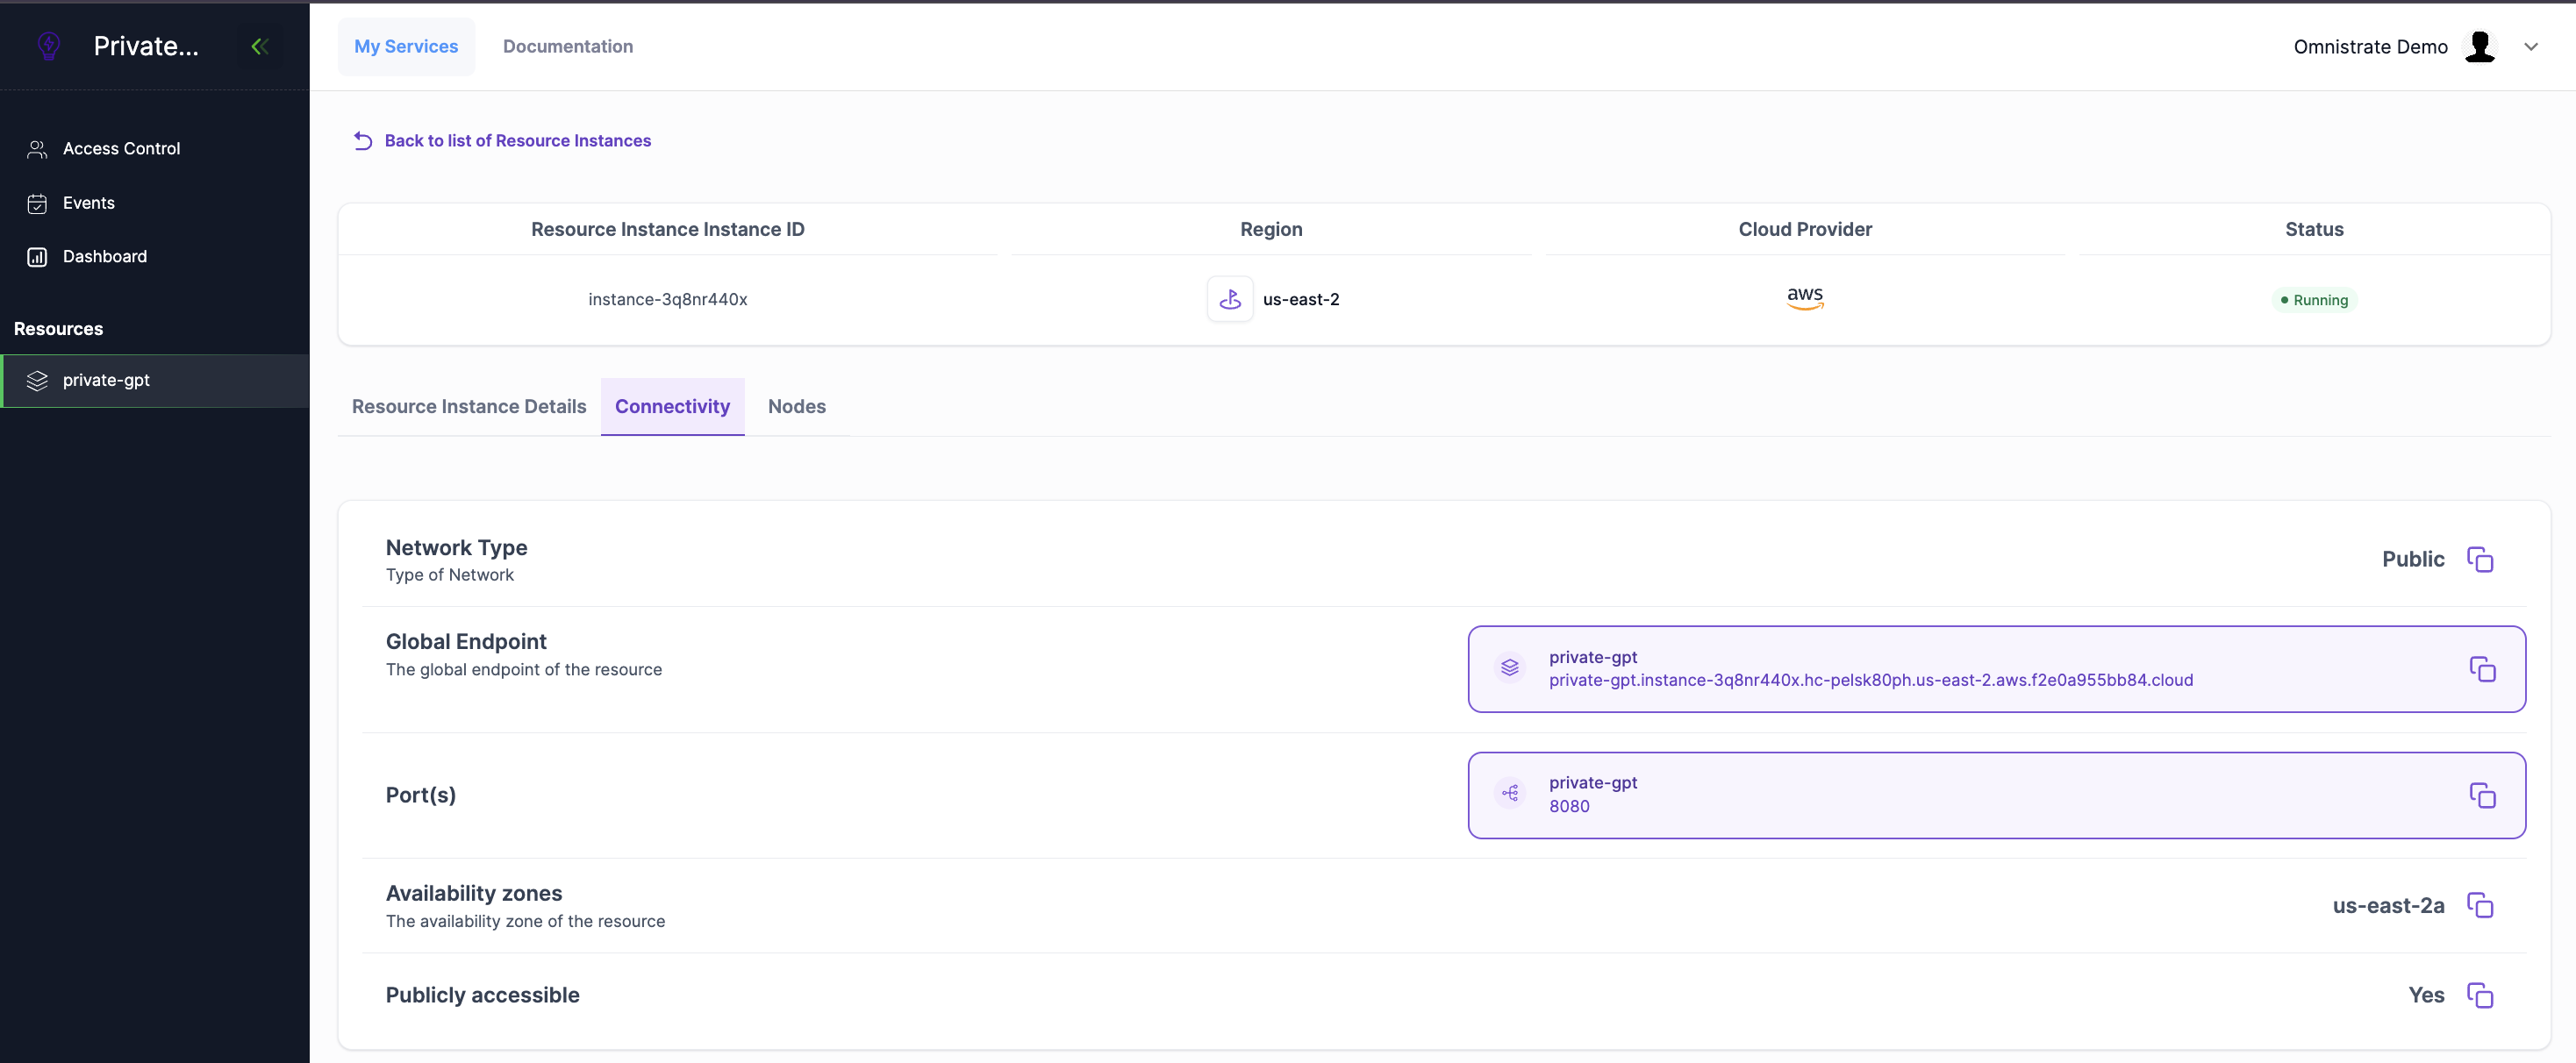 Private...
My Services
Documentation
Omnistrate Demo
Access Control
Events
Dashboard
Resources
private-gpt
Back to list of Resource Instances
Resource Instance Instance ID
Region
Cloud Provider
Status
instance-3q8nr440x
us-east-2
aws
Running
Resource Instance Details
Connectivity
Nodes
Network Type
Type of Network
Public
Global Endpoint
The global endpoint of the resource
private-gpt
private-gpt.instance-3q8nr440x.hc-pelsk80ph.us-east-2.aws.f2e0a955bb84.cloud
Port(s)
private-gpt
8080
Availability zones
The availability zone of the resource
us-east-2a
Publicly accessible
Yes